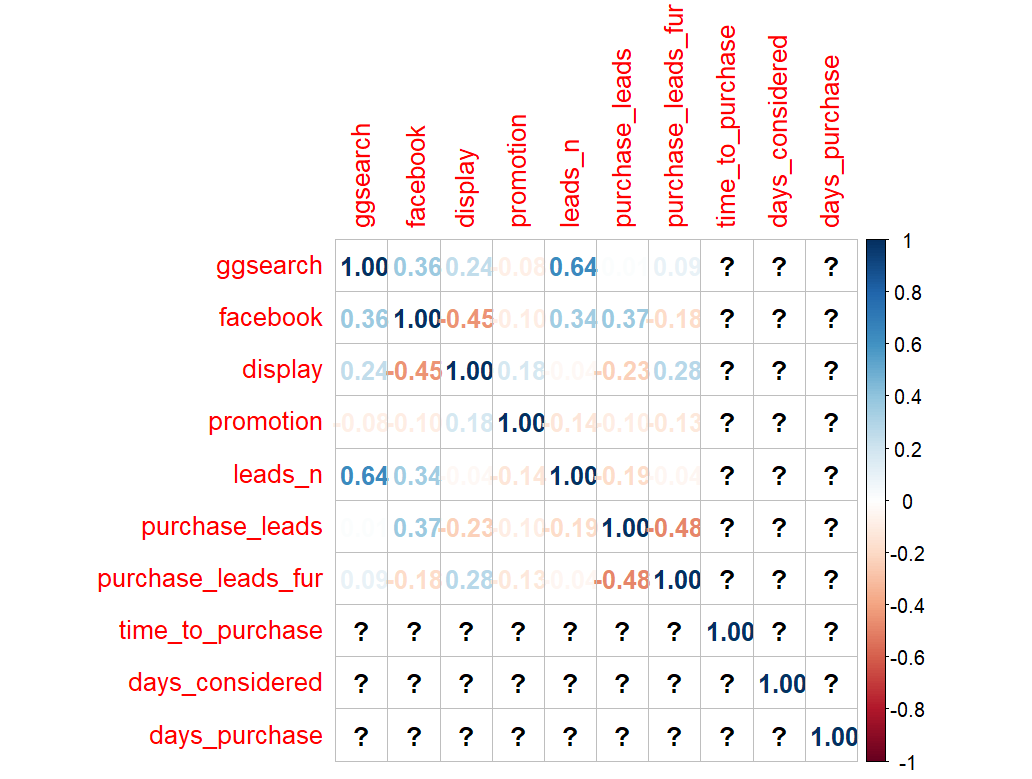 ggsearch facebook display promotion leads_n purchase_leads purchase_leads_fur time_to_purchase days_considered days_purchase
ggsearch 1.00 0.36 0.24 -0.08 0.64 0.09 ? ? ? 1
facebook 0.36 1.00 -0.45 -0.10 0.34 0.37 -0.18 ? ? ? 0.8
display 0.24 -0.45 1.00 0.18 -0.04 -0.23 0.28 ? ? ? 0.6
promotion -0.08 -0.10 0.18 1.00 -0.14 -0.10 -0.13 ? ? ? 0.4
leads_n 0.64 0.34 -0.04 -0.14 1.00 -0.19 -0.04 ? ? ? 0.2
purchase_leads 0.37 -0.23 -0.10 -0.19 1.00 -0.48 ? ? ? 0
purchase_leads_fur 0.09 -0.18 0.28 -0.13 -0.04 -0.48 1.00 ? ? ? -0.2
time_to_purchase ? ? ? ? ? ? ? 1.00 ? ? -0.4
days_considered ? ? ? ? ? ? ? ? 1.00 ? -0.6
days_purchase ? ? ? ? ? ? ? ? ? 1.00 -0.8
-1